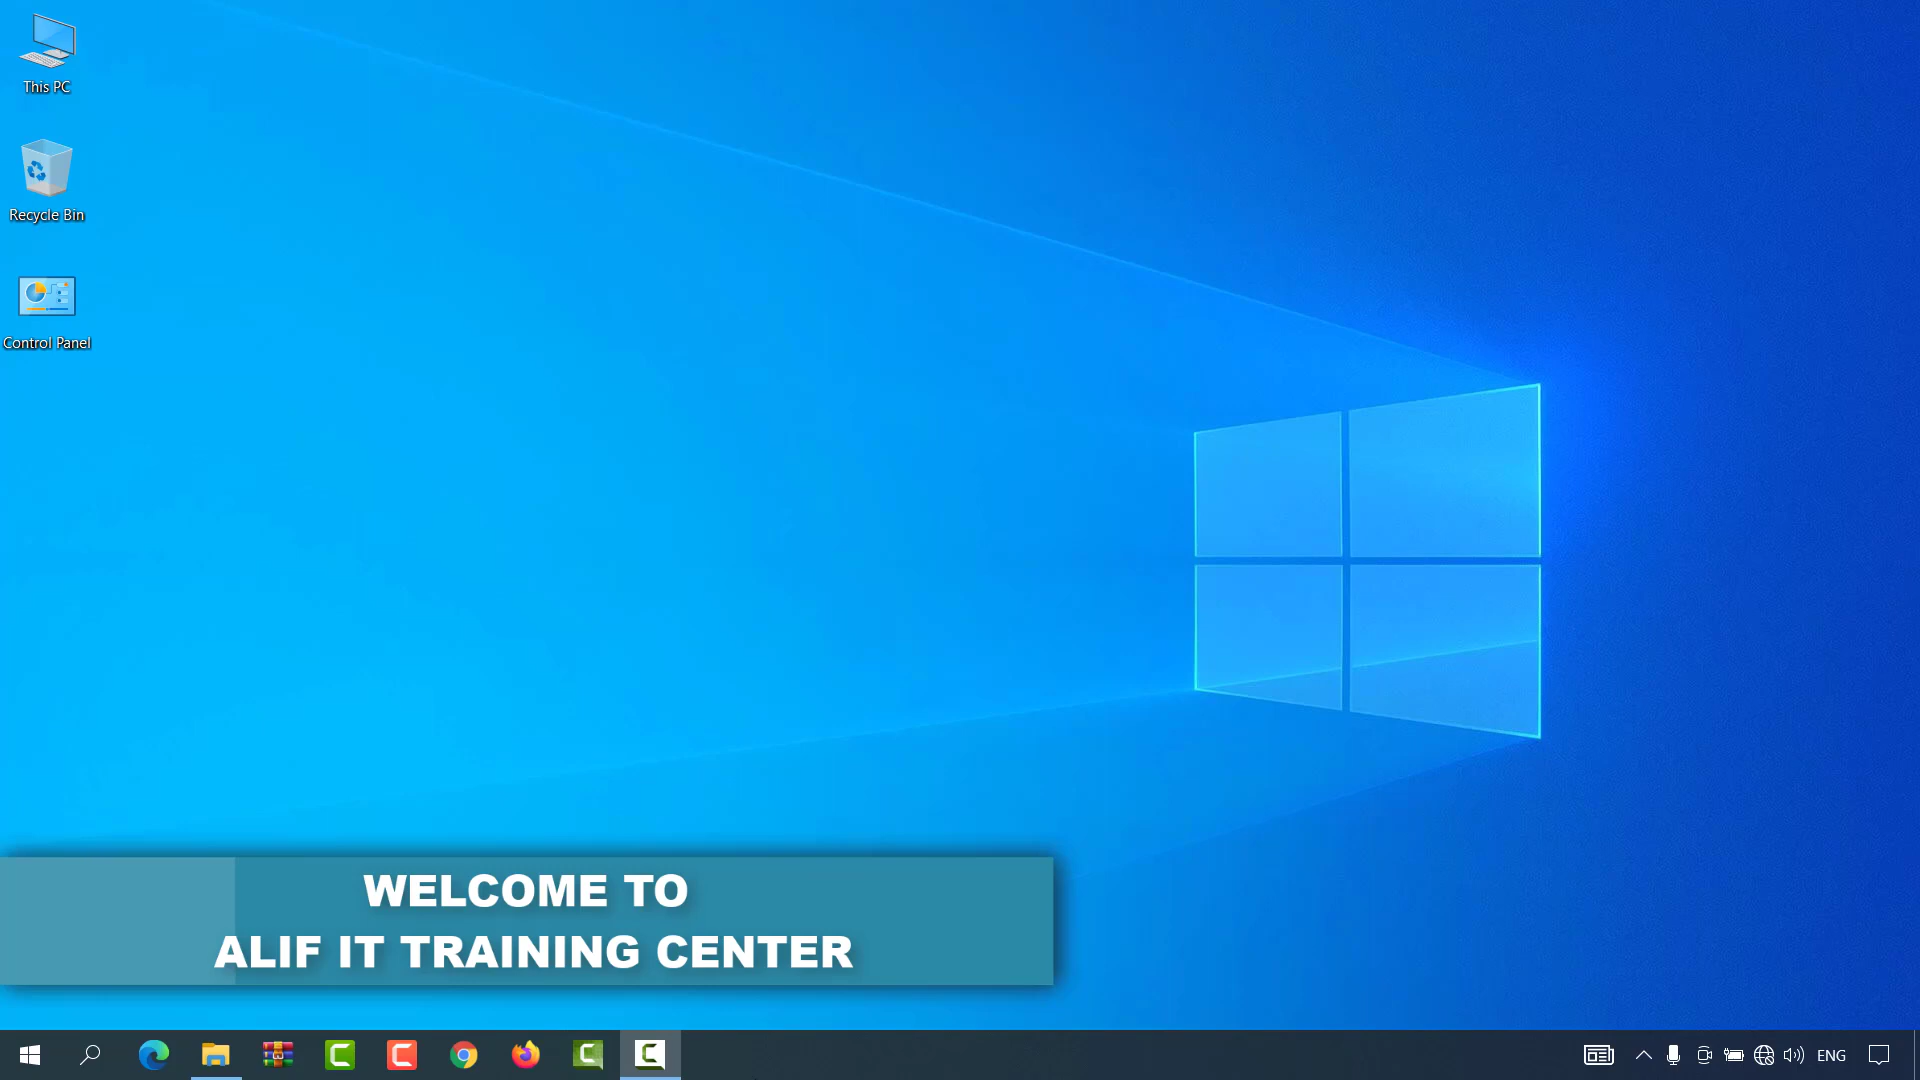 This PC
Recycle Bin
Control Panel
WELCOME TO
ALIF IT TRAINING CENTER
ENG